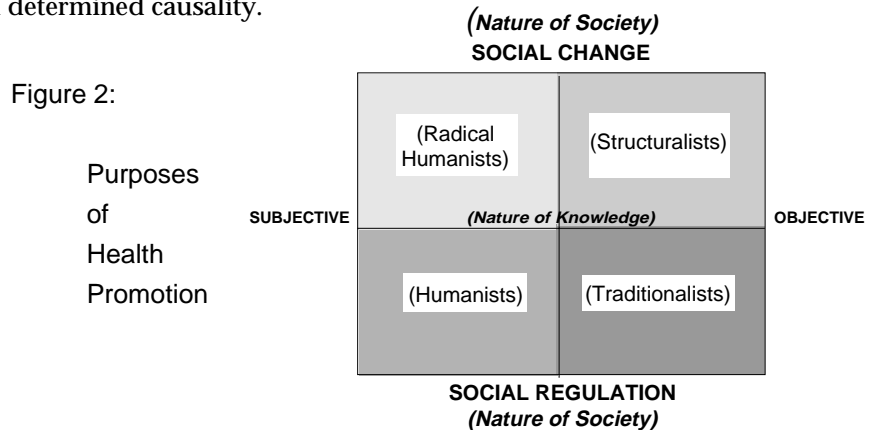 determined causality.
(Nature of Society)
SOCIAL CHANGE
Figure 2:
Purposes
of
Health
Promotion
(Radical
Humanists)
(Structuralists)
SUBJECTIVE
(Nature of Knowledge)
OBJECTIVE
(Humanists)
(Traditionalists)
SOCIAL REGULATION
(Nature of Society)